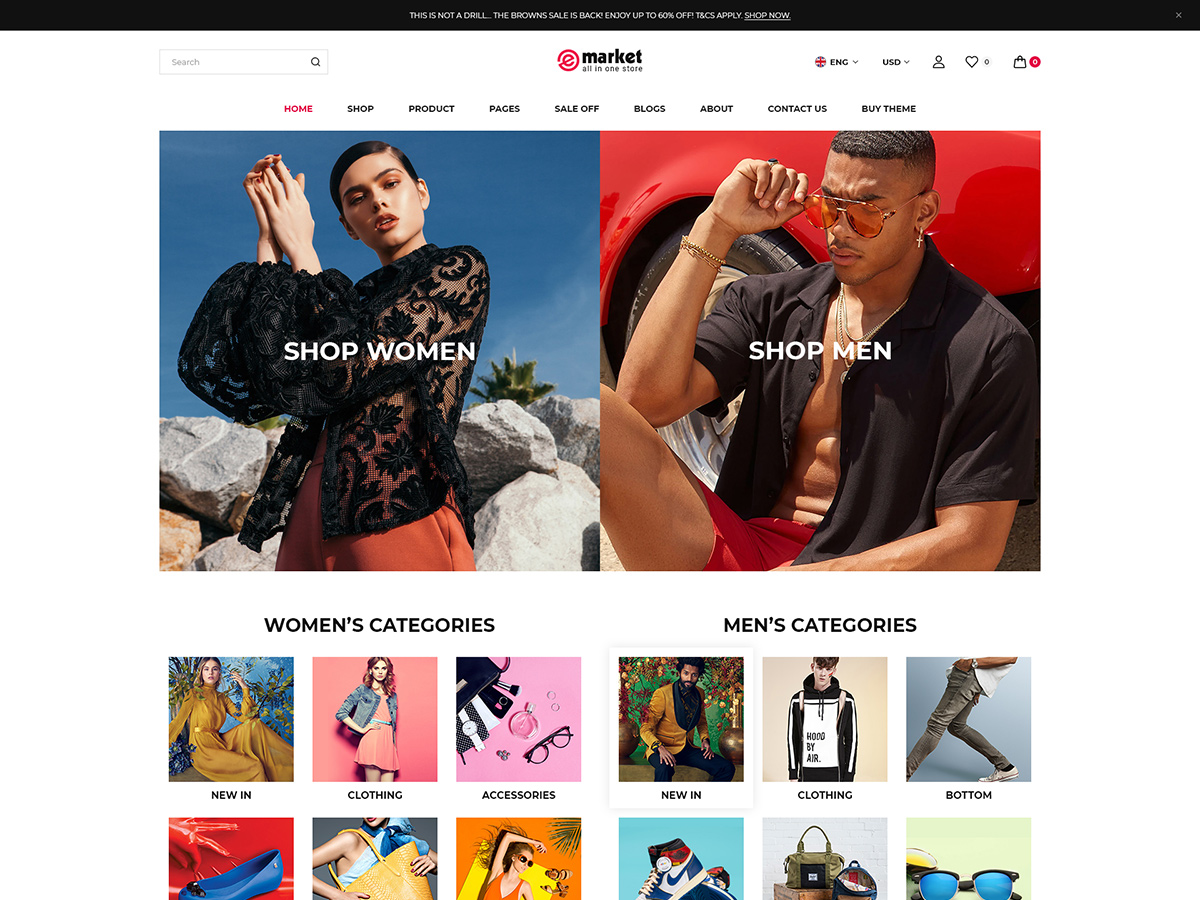 THIS IS NOT A DRILL... THE BROWNS SALE IS BACK! ENJOY UP TO 60% OFF! T&CS APPLY. SHOP NOW.
Search
e market
all in one store
ENG
USD
0
0
HOME
SHOP
PRODUCT
PAGES
SALE OFF
BLOGS
ABOUT
CONTACT US
BUY THEME
SHOP WOMEN
SHOP MEN
WOMEN’S CATEGORIES
MEN’S CATEGORIES
HOOD
BY
AIR.
NEW IN
CLOTHING
ACCESSORIES
NEW IN
CLOTHING
BOTTOM